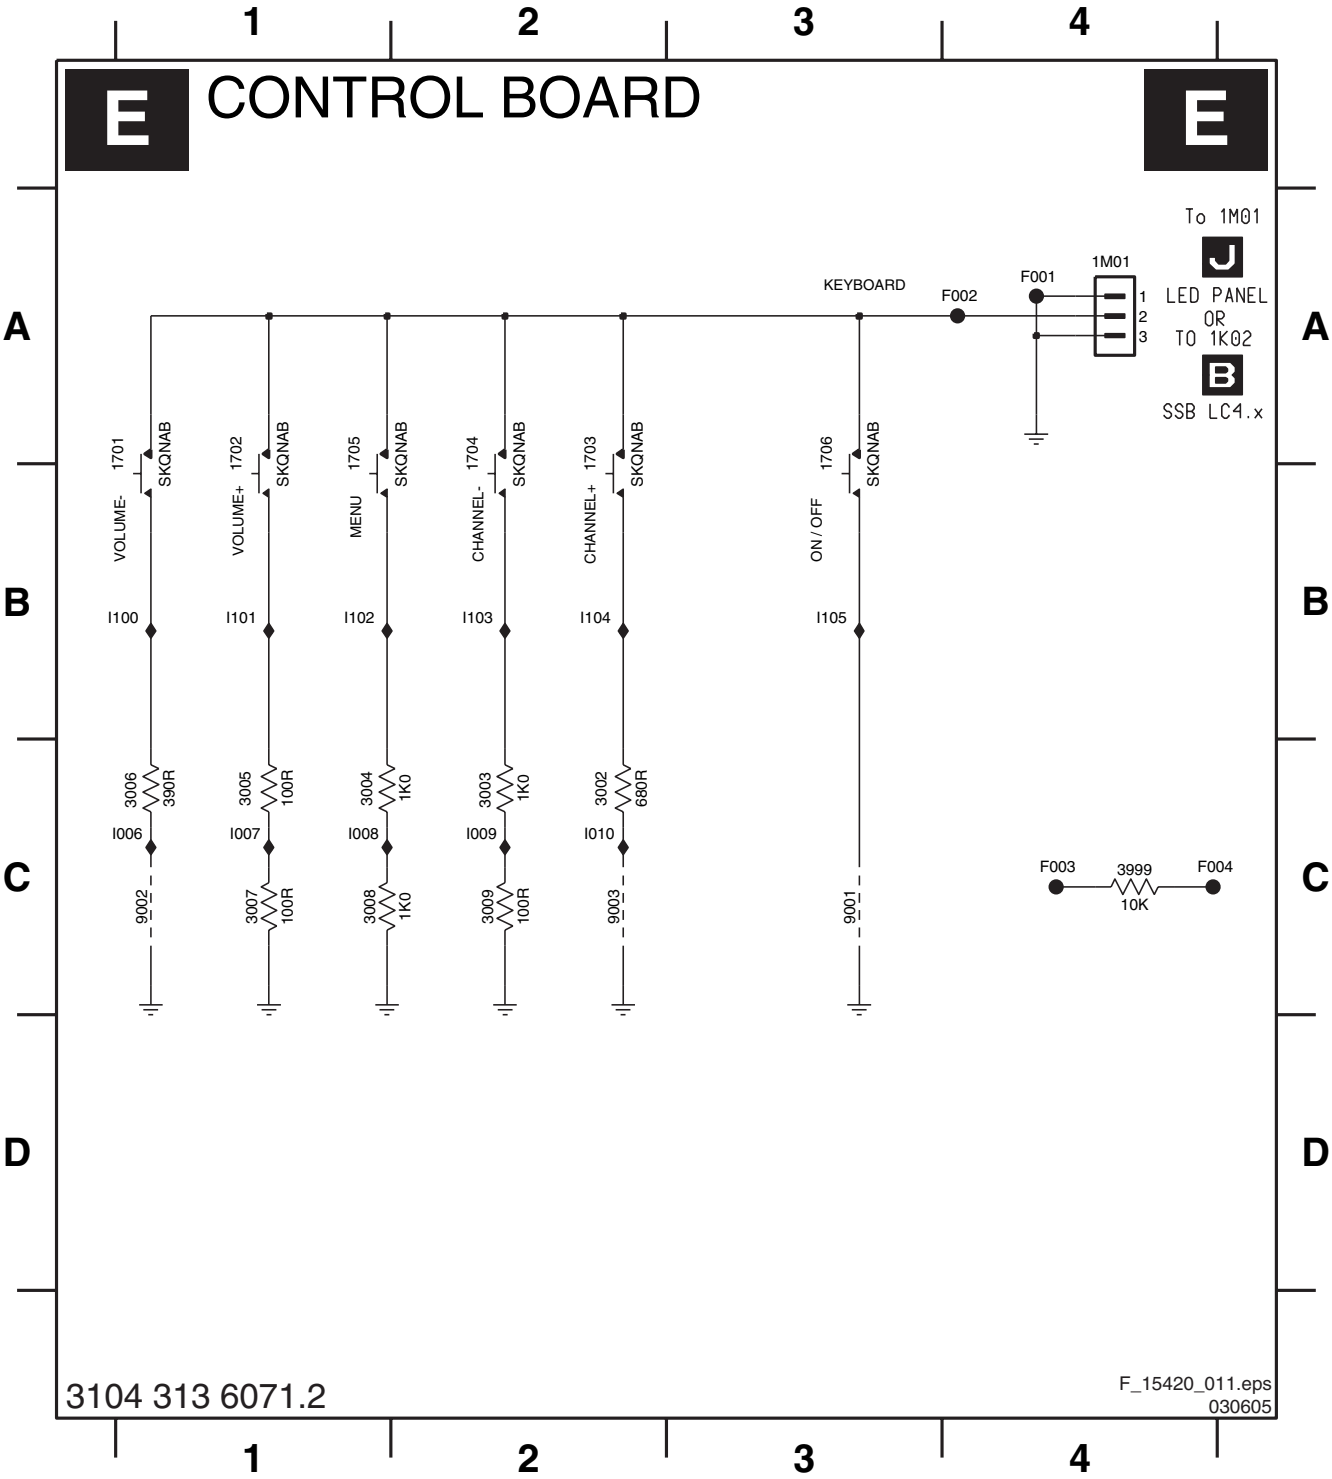 1 2 3 4
E CONTROL BOARD E
To 1M01
J
LED PANEL
OR
TO 1K02
B
SSB LC4.x
1M01
1
2
3
F001
F002
KEYBOARD
A A
1701
SKQNAB
VOLUME-
1702
SKQNAB
VOLUME+
1705
SKQNAB
MENU
1704
SKQNAB
CHANNEL-
1703
SKQNAB
CHANNEL+
1706
SKQNAB
ON / OFF
B B
I100 I101 I102 I103 I104 I105
3006
390R
3005
100R
3004
1K0
3003
1K0
3002
680R
I006 I007 I008 I009 I010
C C
9002
3007
100R
3008
1K0
3009
100R
9003
9001
F003 3999 F004
10K
D D
3104 313 6071.2
F_15420_011.eps
030605
1 2 3 4